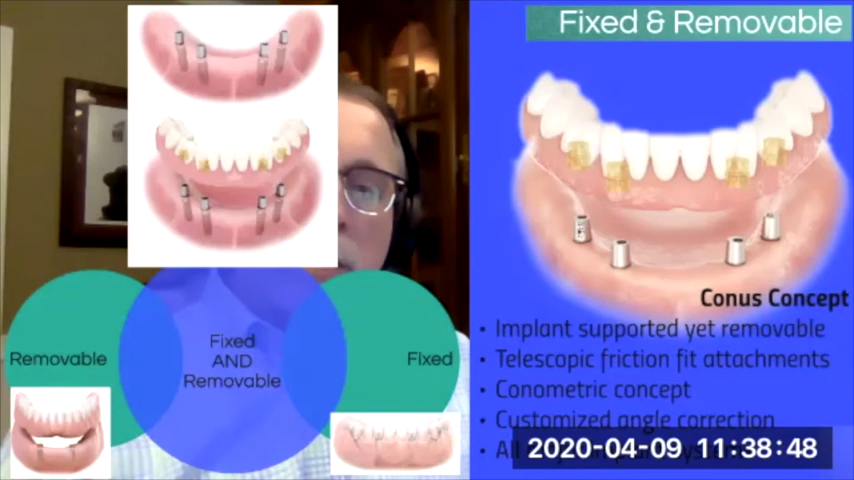 Fixed & Removable
Removable
Fixed
AND
Removable
Fixed
Conus Concept
• Implant supported yet removable
• Telescopic friction fit attachments
• Conometric concept
• Customized angle correction
• All
2020-04-09 11:38:48